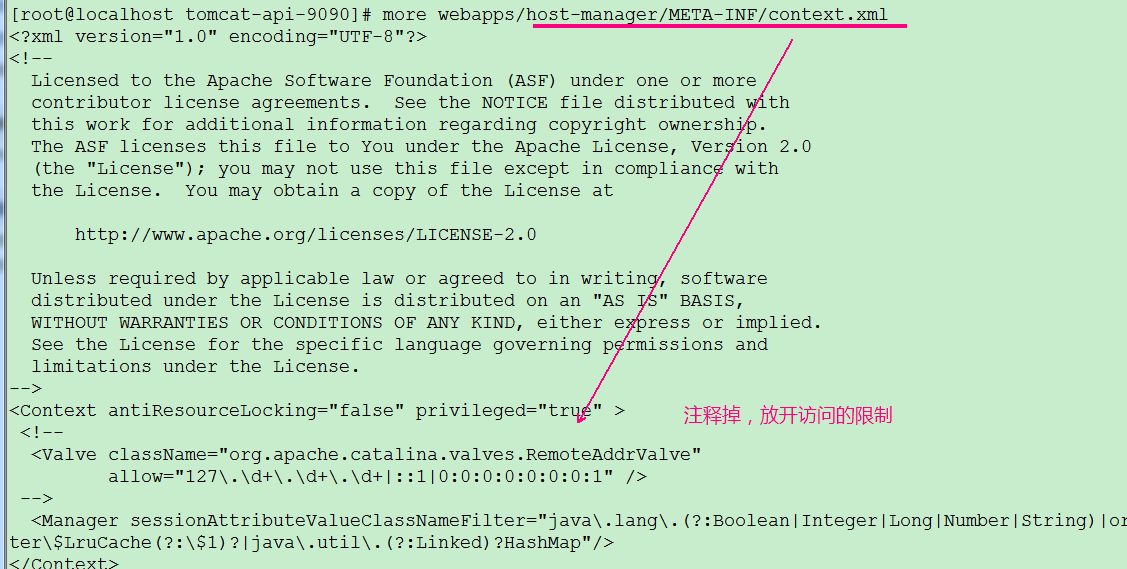 [root@localhost tomcat-api-9090]# more webapps/host-manager/META-INF/context.xml
<?xml version="1.0" encoding="UTF-8"?>
<!--
  Licensed to the Apache Software Foundation (ASF) under one or more
  contributor license agreements.  See the NOTICE file distributed with
  this work for additional information regarding copyright ownership.
  The ASF licenses this file to You under the Apache License, Version 2.0
  (the "License"); you may not use this file except in compliance with
  the License.  You may obtain a copy of the License at

      http://www.apache.org/licenses/LICENSE-2.0

  Unless required by applicable law or agreed to in writing, software
  distributed under the License is distributed on an "AS IS" BASIS,
  WITHOUT WARRANTIES OR CONDITIONS OF ANY KIND, either express or implied.
  See the License for the specific language governing permissions and
  limitations under the License.
-->
<Context antiResourceLocking="false" privileged="true" >
注释掉，放开访问的限制
 <!--
  <Valve className="org.apache.catalina.valves.RemoteAddrValve"
         allow="127\.\d+\.\d+\.\d+|::1|0:0:0:0:0:0:0:1" />
 -->
  <Manager sessionAttributeValueClassNameFilter="java\.lang\.(?:Boolean|Integer|Long|Number|String)|or
ter\$LruCache(?:\$1)?|java\.util\.(?:Linked)?HashMap"/>
</Context>